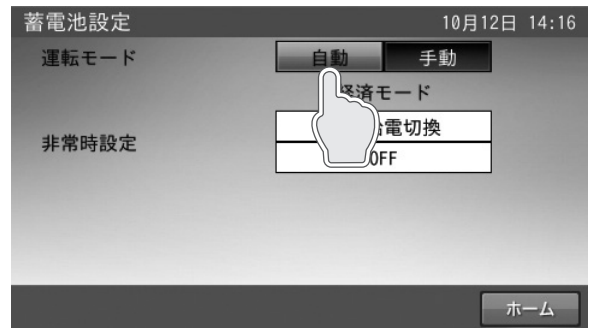 蓄電池設定 10月12日 14:16
運転モード 自動 手動
経済モード
非常時設定 電切換
OFF
ホーム